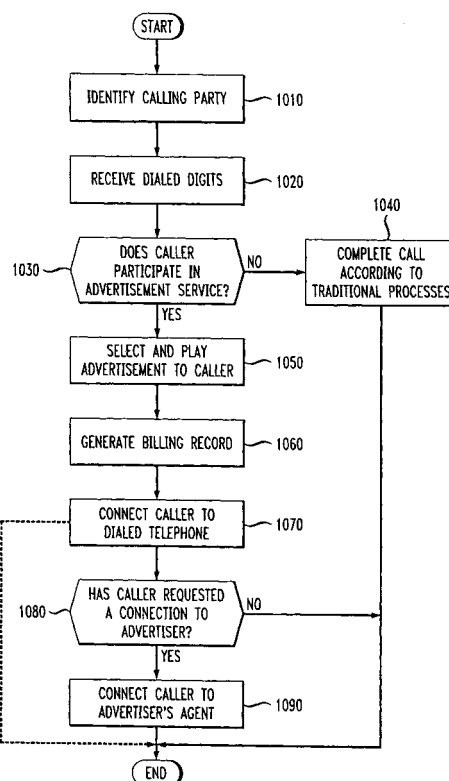 START
IDENTIFY CALLING PARTY
1010
RECEIVE DIALED DIGITS
1020
1030
DOES CALLER
PARTICIPATE IN
ADVERTISEMENT SERVICE?
NO
1040
COMPLETE CALL
ACCORDING TO
TRADITIONAL PROCESSES
YES
SELECT AND PLAY
ADVERTISEMENT TO CALLER
1050
GENERATE BILLING RECORD
1060
CONNECT CALLER TO
DIALED TELEPHONE
1070
1080
HAS CALLER REQUESTED
A CONNECTION TO
ADVERTISER?
NO
YES
CONNECT CALLER TO
ADVERTISER'S AGENT
1090
END